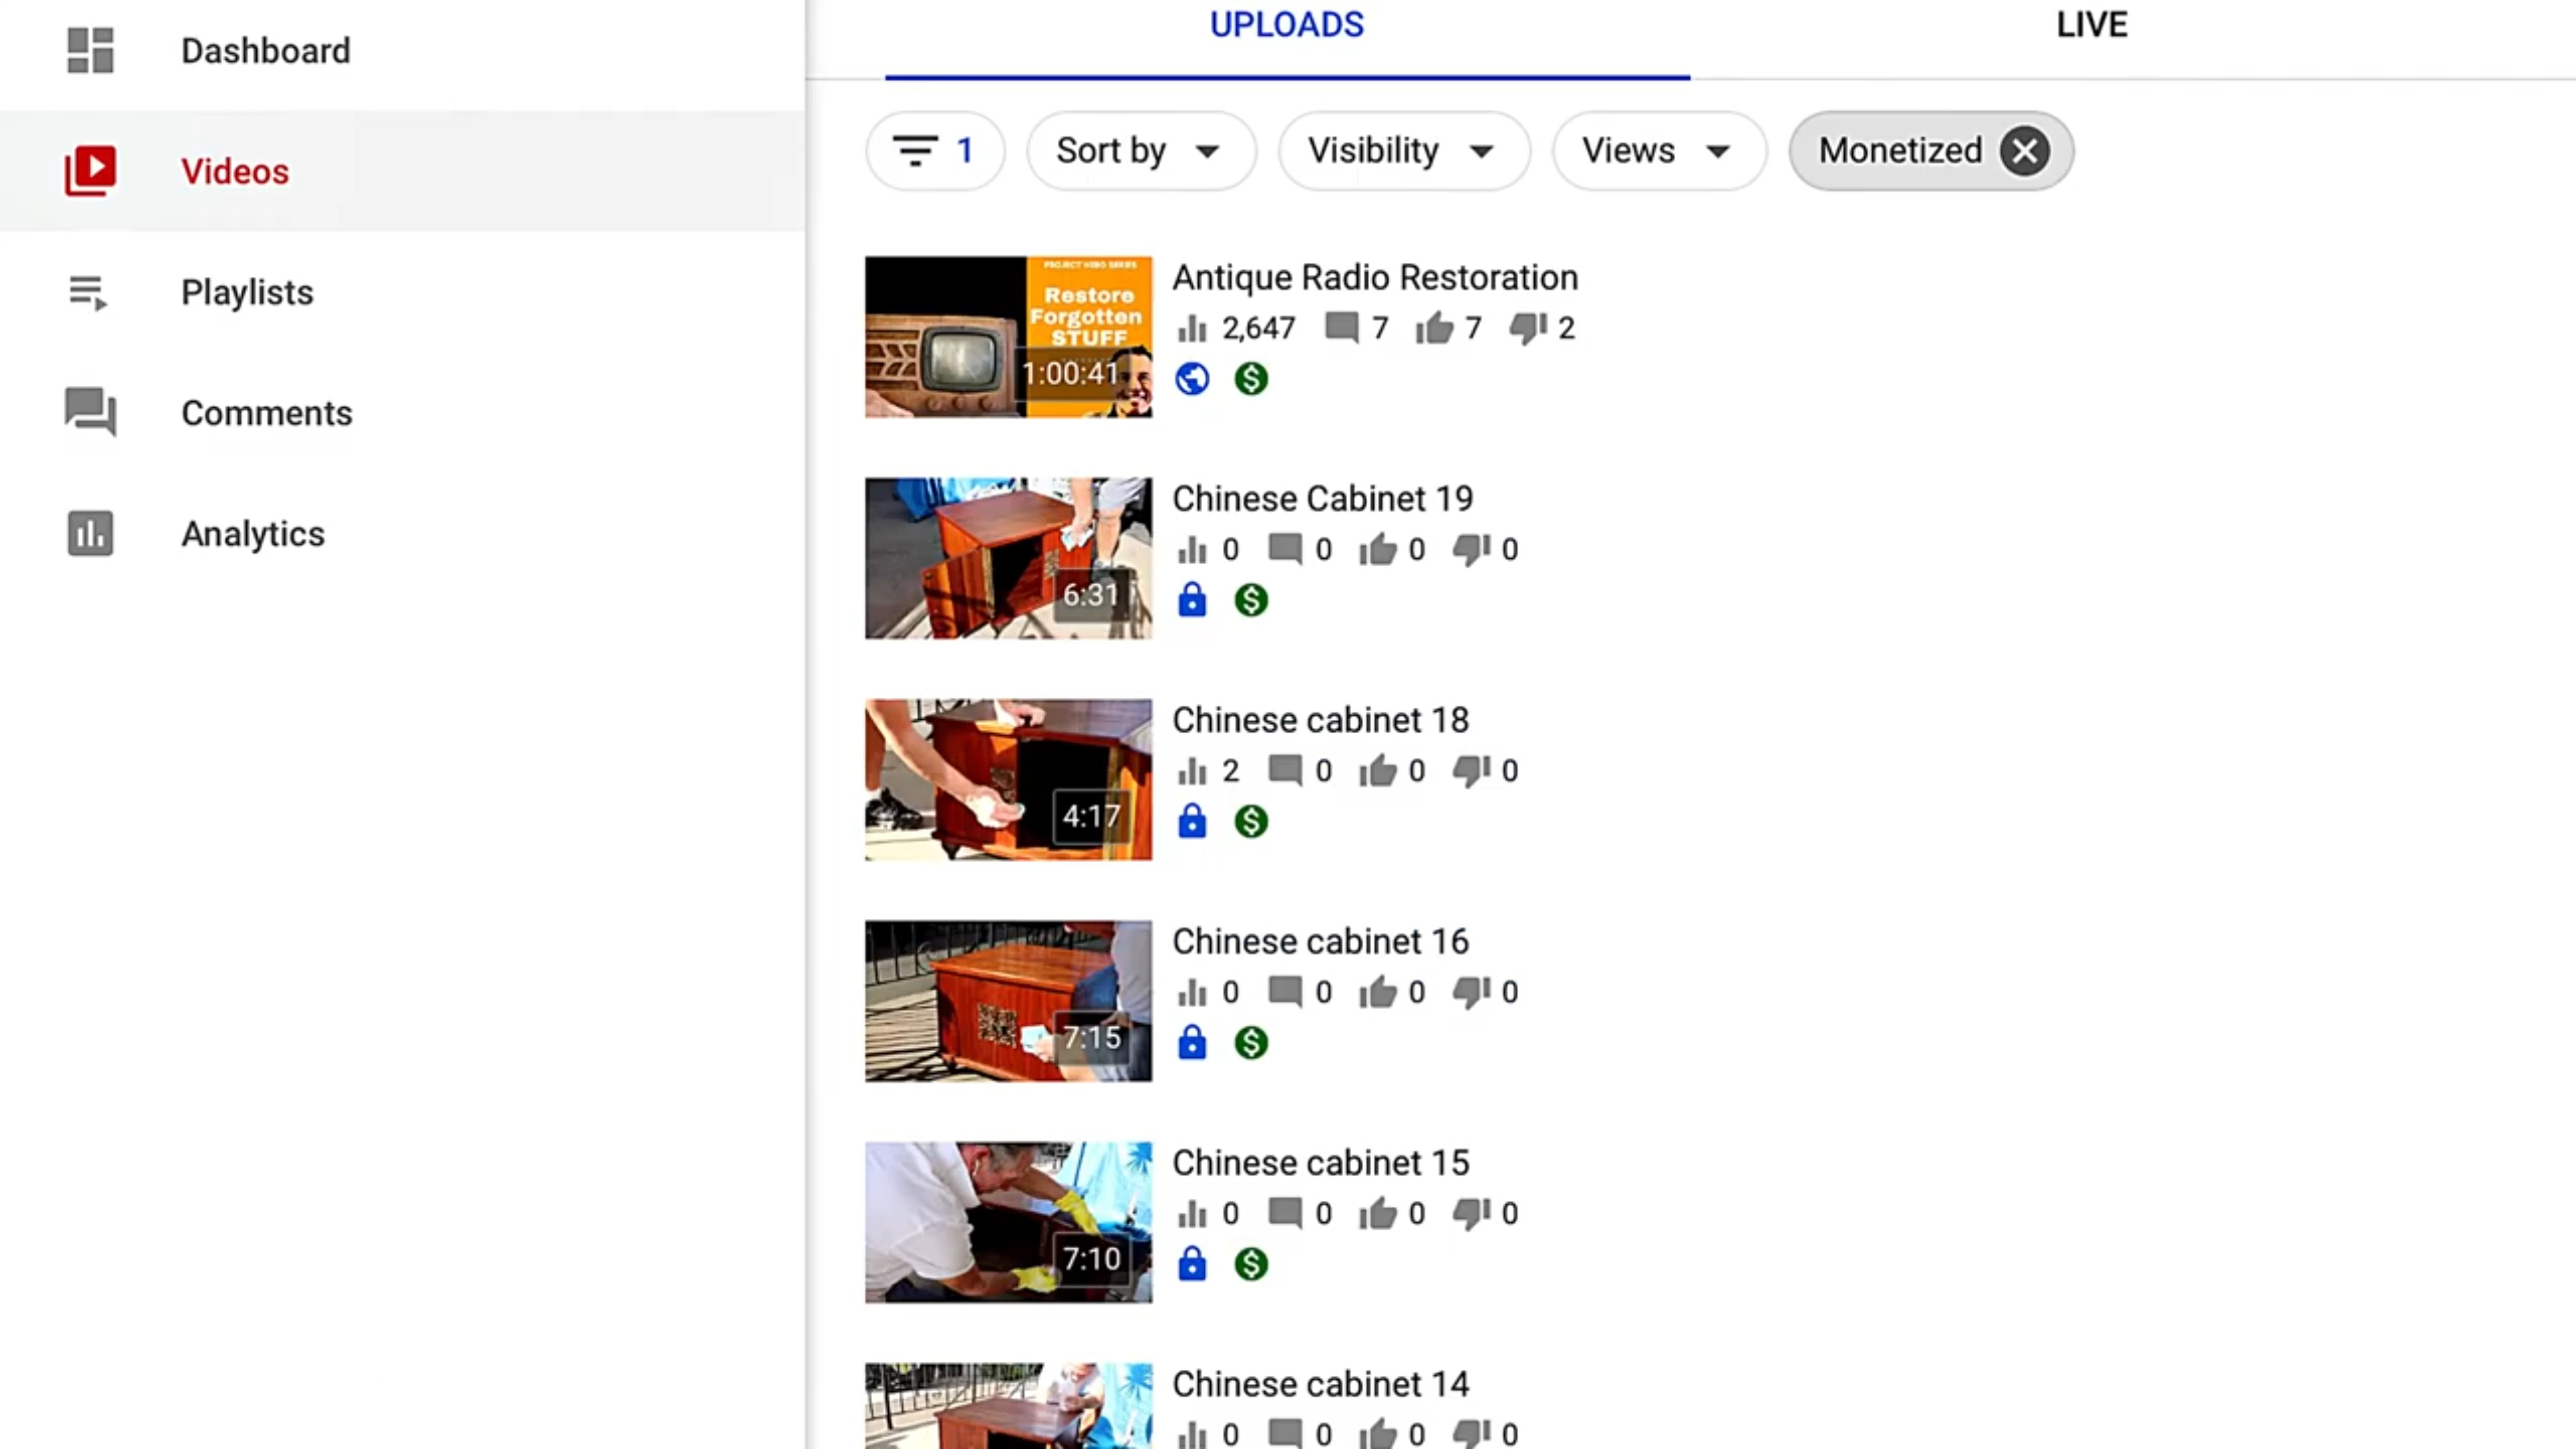 Dashboard
Videos
Playlists
Comments
Analytics
UPLOADS
LIVE
1
Sort by
Visibility
Views
Monetized
PROJECT HERO SERIES
Restore
Forgotten
STUFF
1:00:41
Antique Radio Restoration
2,647 7 7 2
6:31
Chinese Cabinet 19
0 0 0 0
4:17
Chinese cabinet 18
2 0 0 0
7:15
Chinese cabinet 16
0 0 0 0
7:10
Chinese cabinet 15
0 0 0 0
Chinese cabinet 14
0 0 0 0